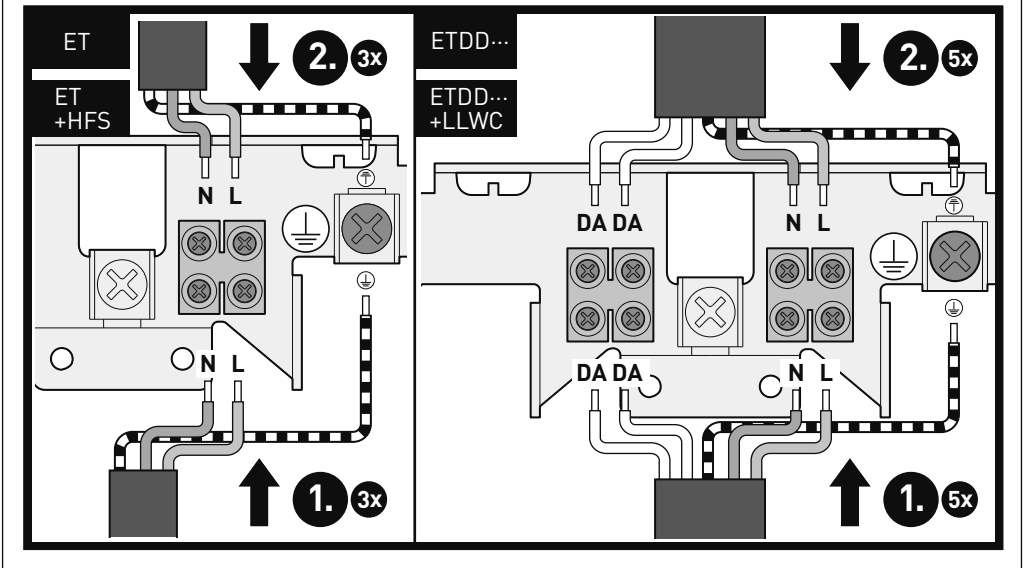 ET
2. 3x
ET
+HFS
N L
N L
1. 3x
ETDD···
2. 5x
ETDD···
+LLWC
DA DA N L
DA DA N L
1. 5x